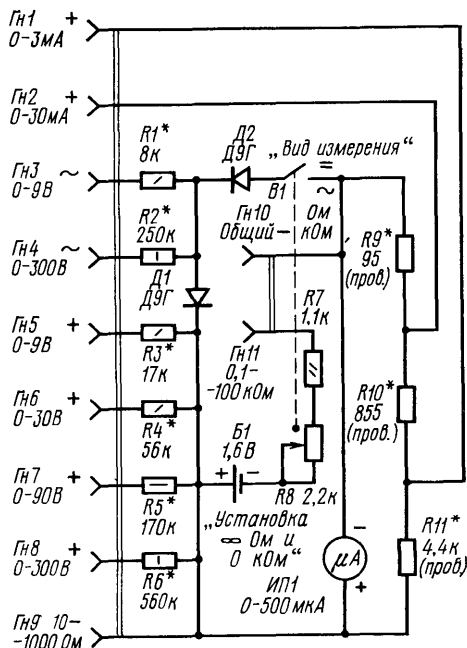 Гн1 +
0-3мА
Гн2 +
0-30мА
R1*
8к
Д2
Д9Г
„Вид измерения“
=
Гн3 ~
0-9В
В1
~
Ом
кОм
R2*
250к
Гн10
Общий-
Гн4 ~
0-300В
Д1
Д9Г
R9*
95
(пров.)
R7
1,1к
Гн5 +
0-9В
R3*
17к
Гн11
0,1-
-100 кОм
Гн6 +
0-30В
R4*
56к
R10*
855
(пров.)
Б1
1,6В
+ -
Гн7 +
0-90В
R5*
170к
R8 2,2к
„Установка
∞ Ом и
0 кОм“
R11*
4,4к
(пров)
Гн8 +
0-300В
-
μА
+
R6*
560к
ИП1
0-500 мкА
Гн9 10-
-1000 Ом